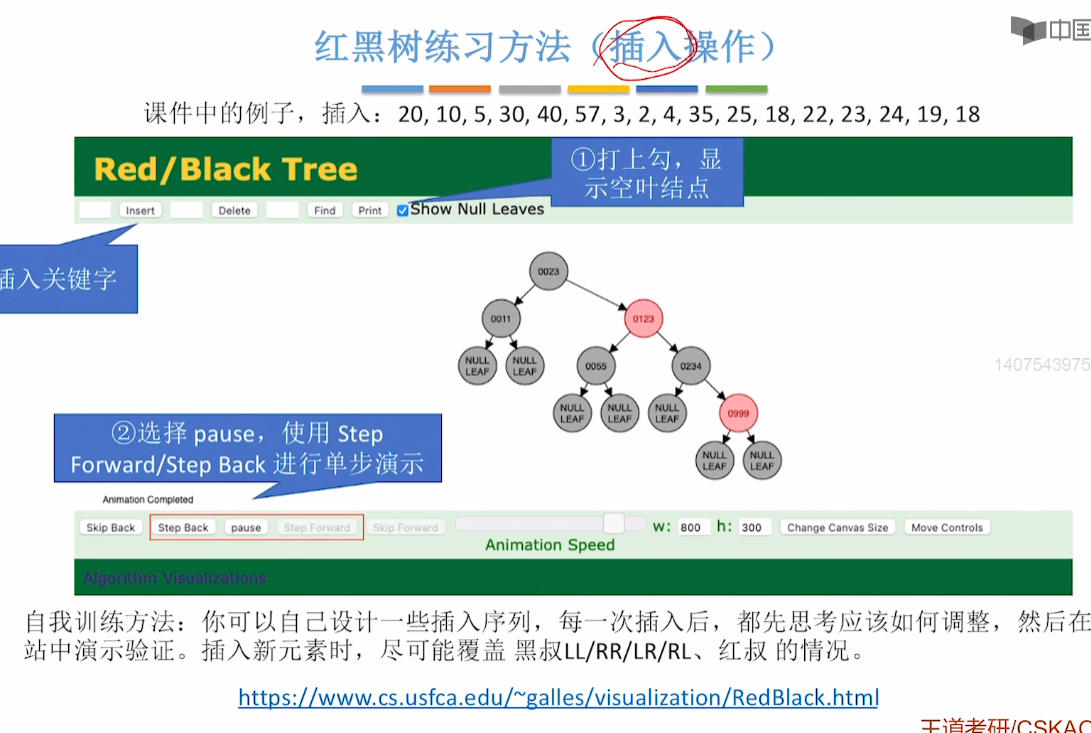 中国
红黑树练习方法（插入操作）
课件中的例子，插入：20, 10, 5, 30, 40, 57, 3, 2, 4, 35, 25, 18, 22, 23, 24, 19, 18
Red/Black Tree
①打上勾，显
示空叶结点
Insert Delete Find Print Show Null Leaves
插入关键字
0023
0011 0123
NULL LEAF NULL LEAF 0055 0234
NULL LEAF NULL LEAF NULL LEAF 0999
NULL LEAF NULL LEAF
1407543975
②选择 pause，使用 Step
Forward/Step Back 进行单步演示
Animation Completed
Skip Back Step Back pause Step Forward Skip Forward w: 800 h: 300 Change Canvas Size Move Controls
Animation Speed
Algorithm Visualizations
自我训练方法：你可以自己设计一些插入序列，每一次插入后，都先思考应该如何调整，然后在
站中演示验证。插入新元素时，尽可能覆盖 黑叔LL/RR/LR/RL、红叔 的情况。
https://www.cs.usfca.edu/~galles/visualization/RedBlack.html
王道考研/CSKAO